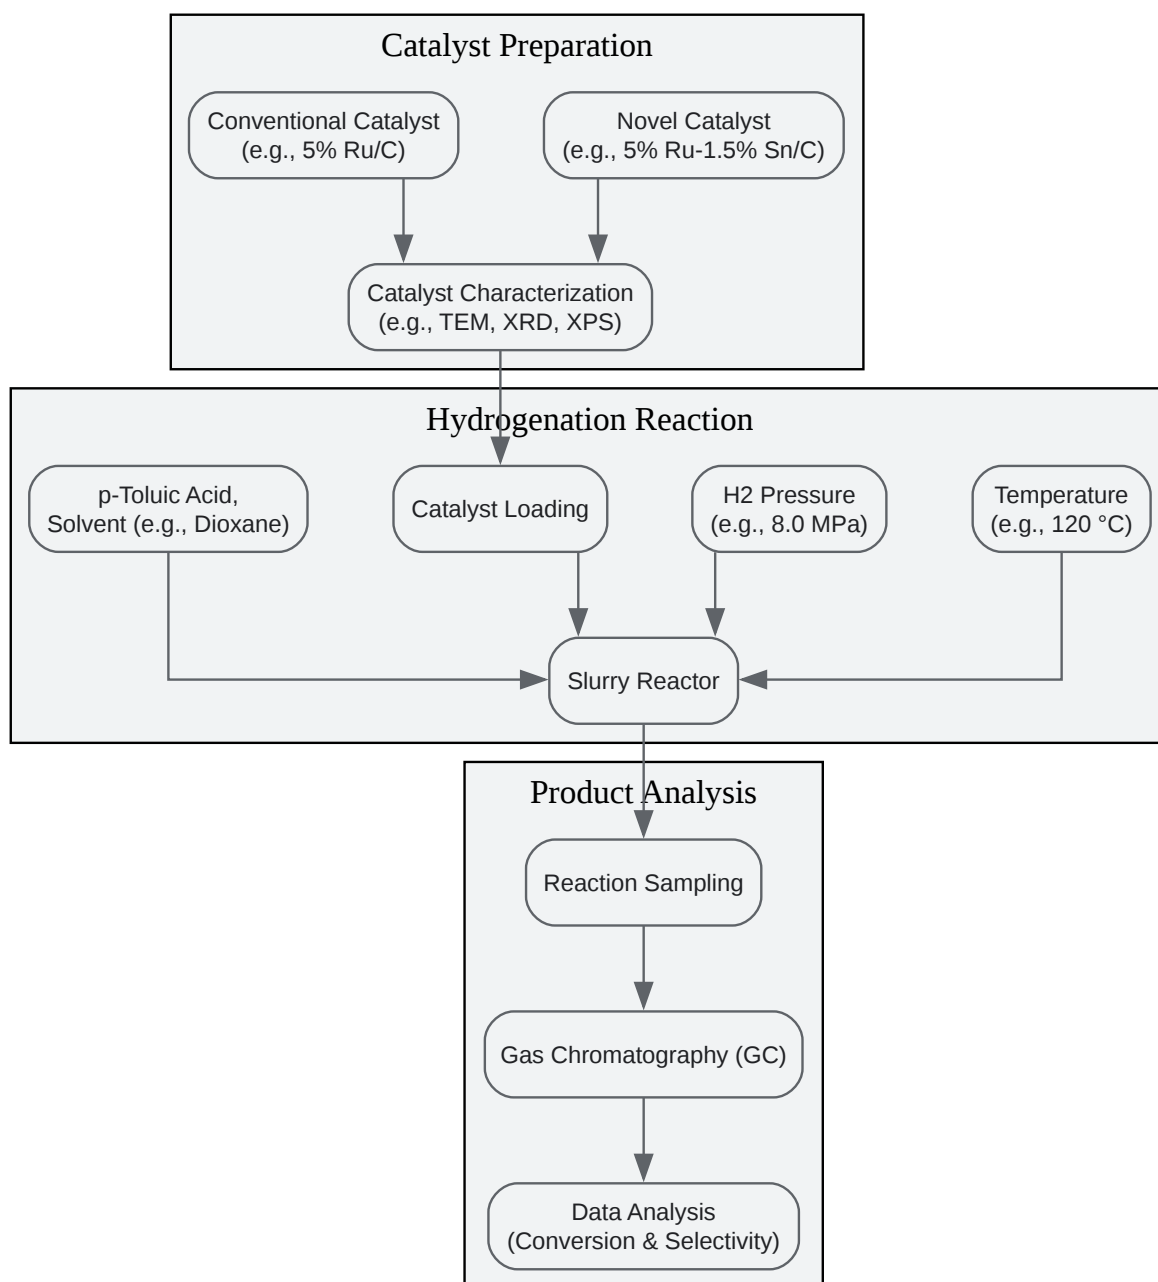 Catalyst Preparation
Conventional Catalyst
(e.g., 5% Ru/C)
Novel Catalyst
(e.g., 5% Ru-1.5% Sn/C)
Catalyst Characterization
(e.g., TEM, XRD, XPS)
Hydrogenation Reaction
p-Toluic Acid,
Solvent (e.g., Dioxane)
Catalyst Loading
H2 Pressure
(e.g., 8.0 MPa)
Temperature
(e.g., 120 °C)
Slurry Reactor
Product Analysis
Reaction Sampling
Gas Chromatography (GC)
Data Analysis
(Conversion & Selectivity)